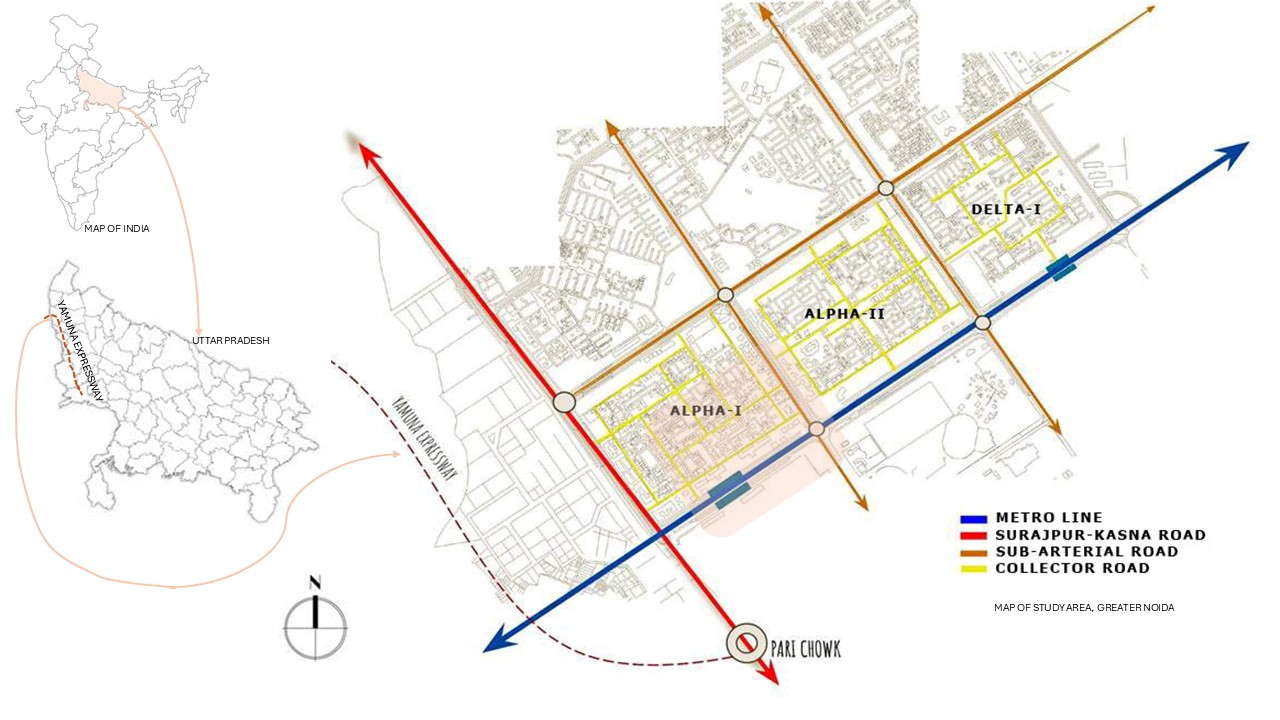 MAP OF INDIA
UTTAR PRADESH
YAMUNA EXPRESSWAY
YAMUNA EXPRESSWAY
DELTA-I
ALPHA-II
ALPHA-I
N
PARI CHOWK
METRO LINE
SURAJPUR-KASNA ROAD
SUB-ARTERIAL ROAD
COLLECTOR ROAD
MAP OF STUDY AREA, GREATER NOIDA